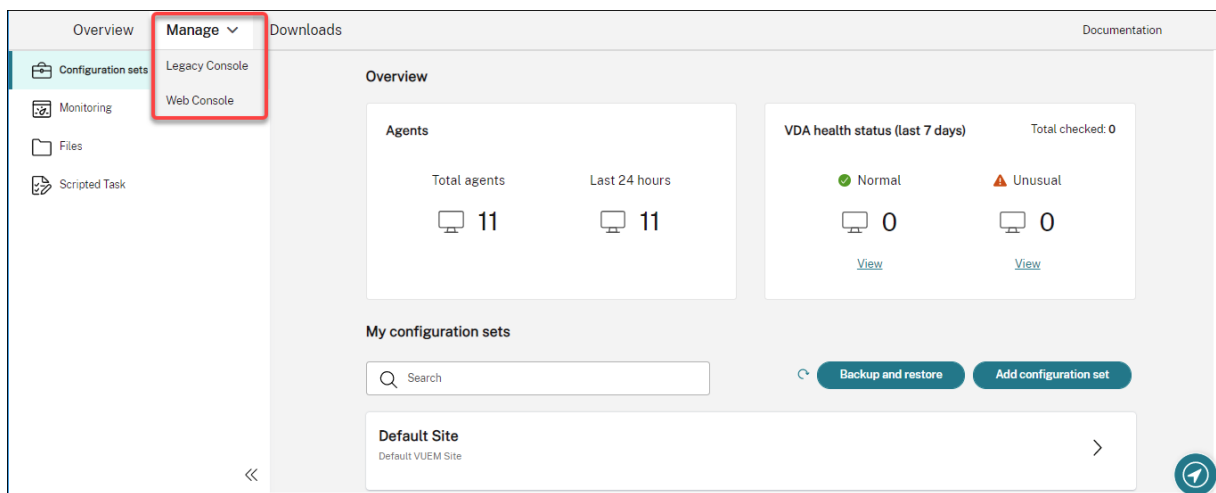 Overview Manage Downloads Documentation
Legacy Console
Web Console
Configuration sets
Monitoring
Files
Scripted Task
Overview
Agents
Total agents Last 24 hours
11 11
VDA health status (last 7 days) Total checked: 0
Normal Unusual
0 0
View View
My configuration sets
Search
Backup and restore Add configuration set
Default Site
Default VUEM Site